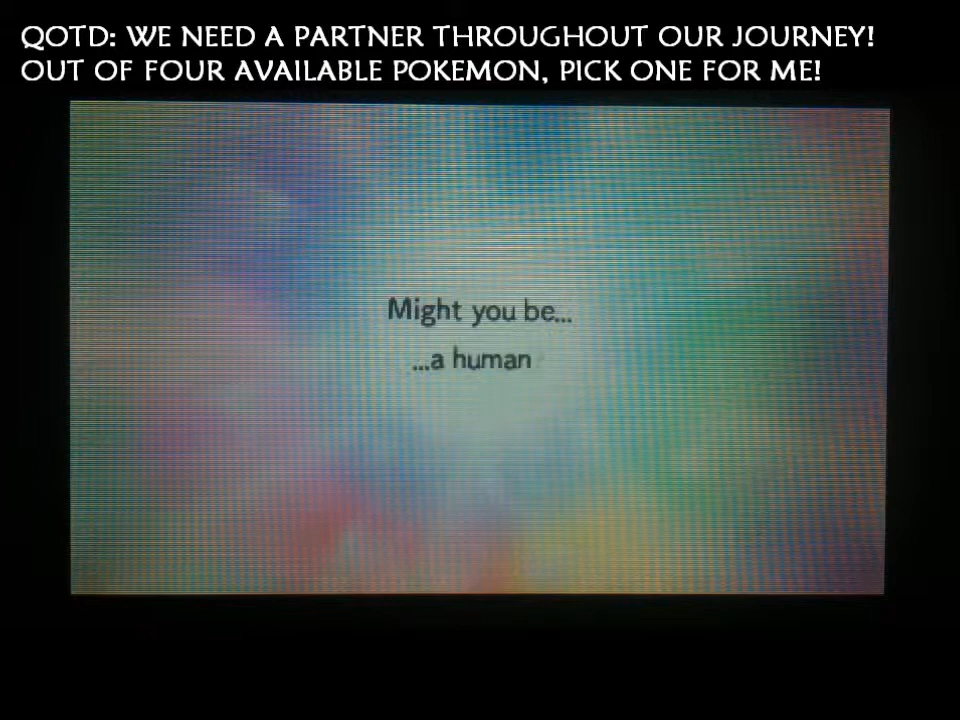 QOTD: WE NEED A PARTNER THROUGHOUT OUR JOURNEY!
OUT OF FOUR AVAILABLE POKEMON, PICK ONE FOR ME!
Might you be...
...a human